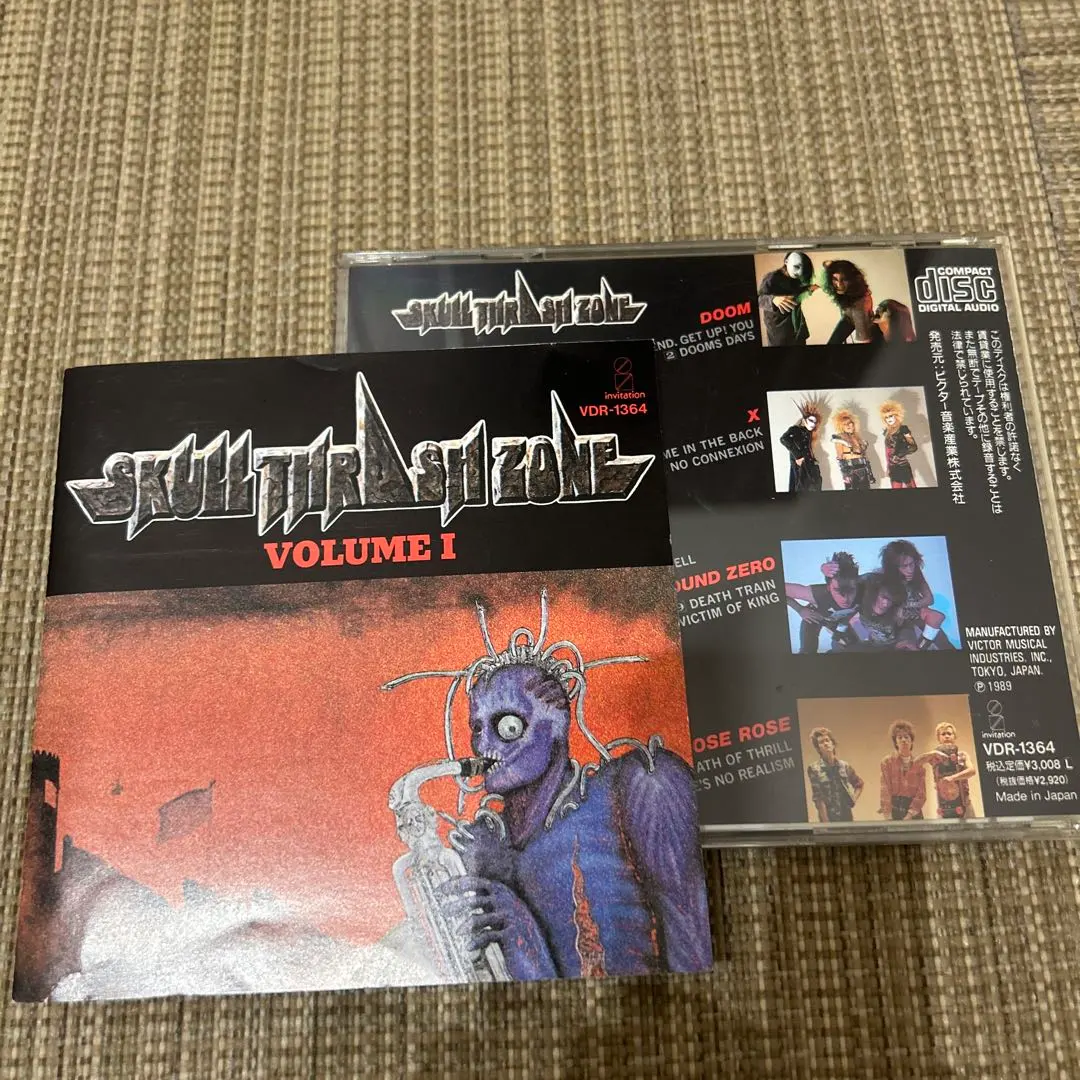 SKULL THRASH ZONE
VOLUME I
invitation
VDR-1364
SKULL THRASH ZONE
DOOM
END. GET UP! YOU
2 DOOMS DAYS
X
ME IN THE BACK
NO CONNEXION
ELL
OUND ZERO
DEATH TRAIN
VICTIM OF KING
OSE ROSE
ATH OF THRILL
'S NO REALISM
COMPACT
disc
DIGITAL AUDIO
このディスクは権利者の許諾なく
賃貸業に使用することを禁じます。
また無断でテープその他に録音することは
法律で禁じられています。
発売元:ビクター音楽産業株式会社
MANUFACTURED BY
VICTOR MUSICAL
INDUSTRIES, INC.,
TOKYO, JAPAN.
Ⓟ 1989
invitation
VDR-1364
税込定価¥3,008 L
(税抜価格¥2,920)
Made in Japan